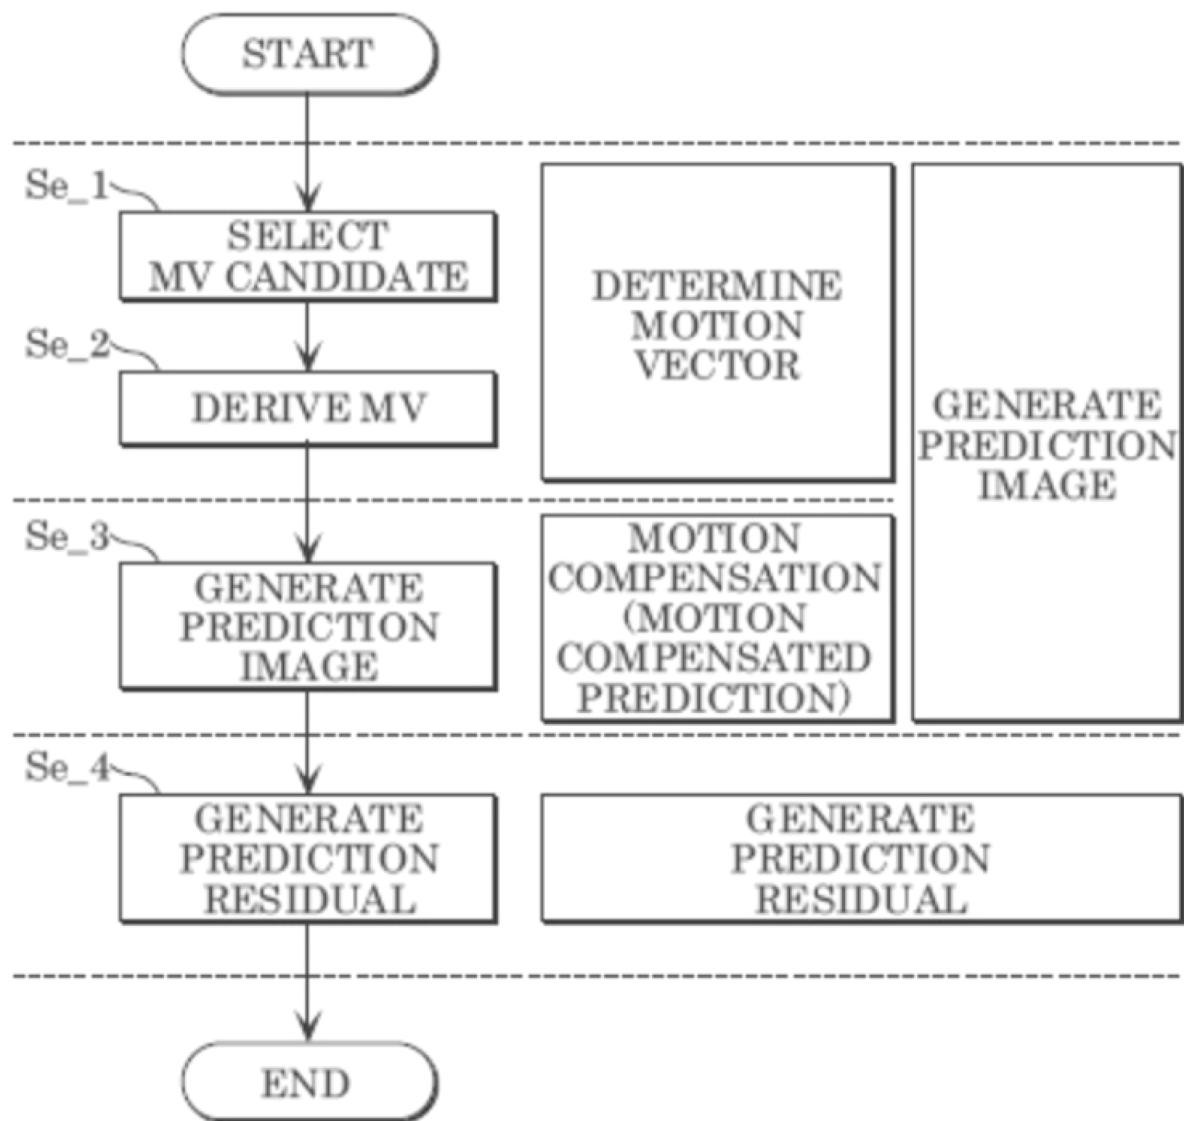 START
Se_1
SELECT
MV CANDIDATE
Se_2
DERIVE MV
DETERMINE
MOTION
VECTOR
GENERATE
PREDICTION
IMAGE
Se_3
GENERATE
PREDICTION
IMAGE
MOTION
COMPENSATION
(MOTION
COMPENSATED
PREDICTION)
Se_4
GENERATE
PREDICTION
RESIDUAL
GENERATE
PREDICTION
RESIDUAL
END